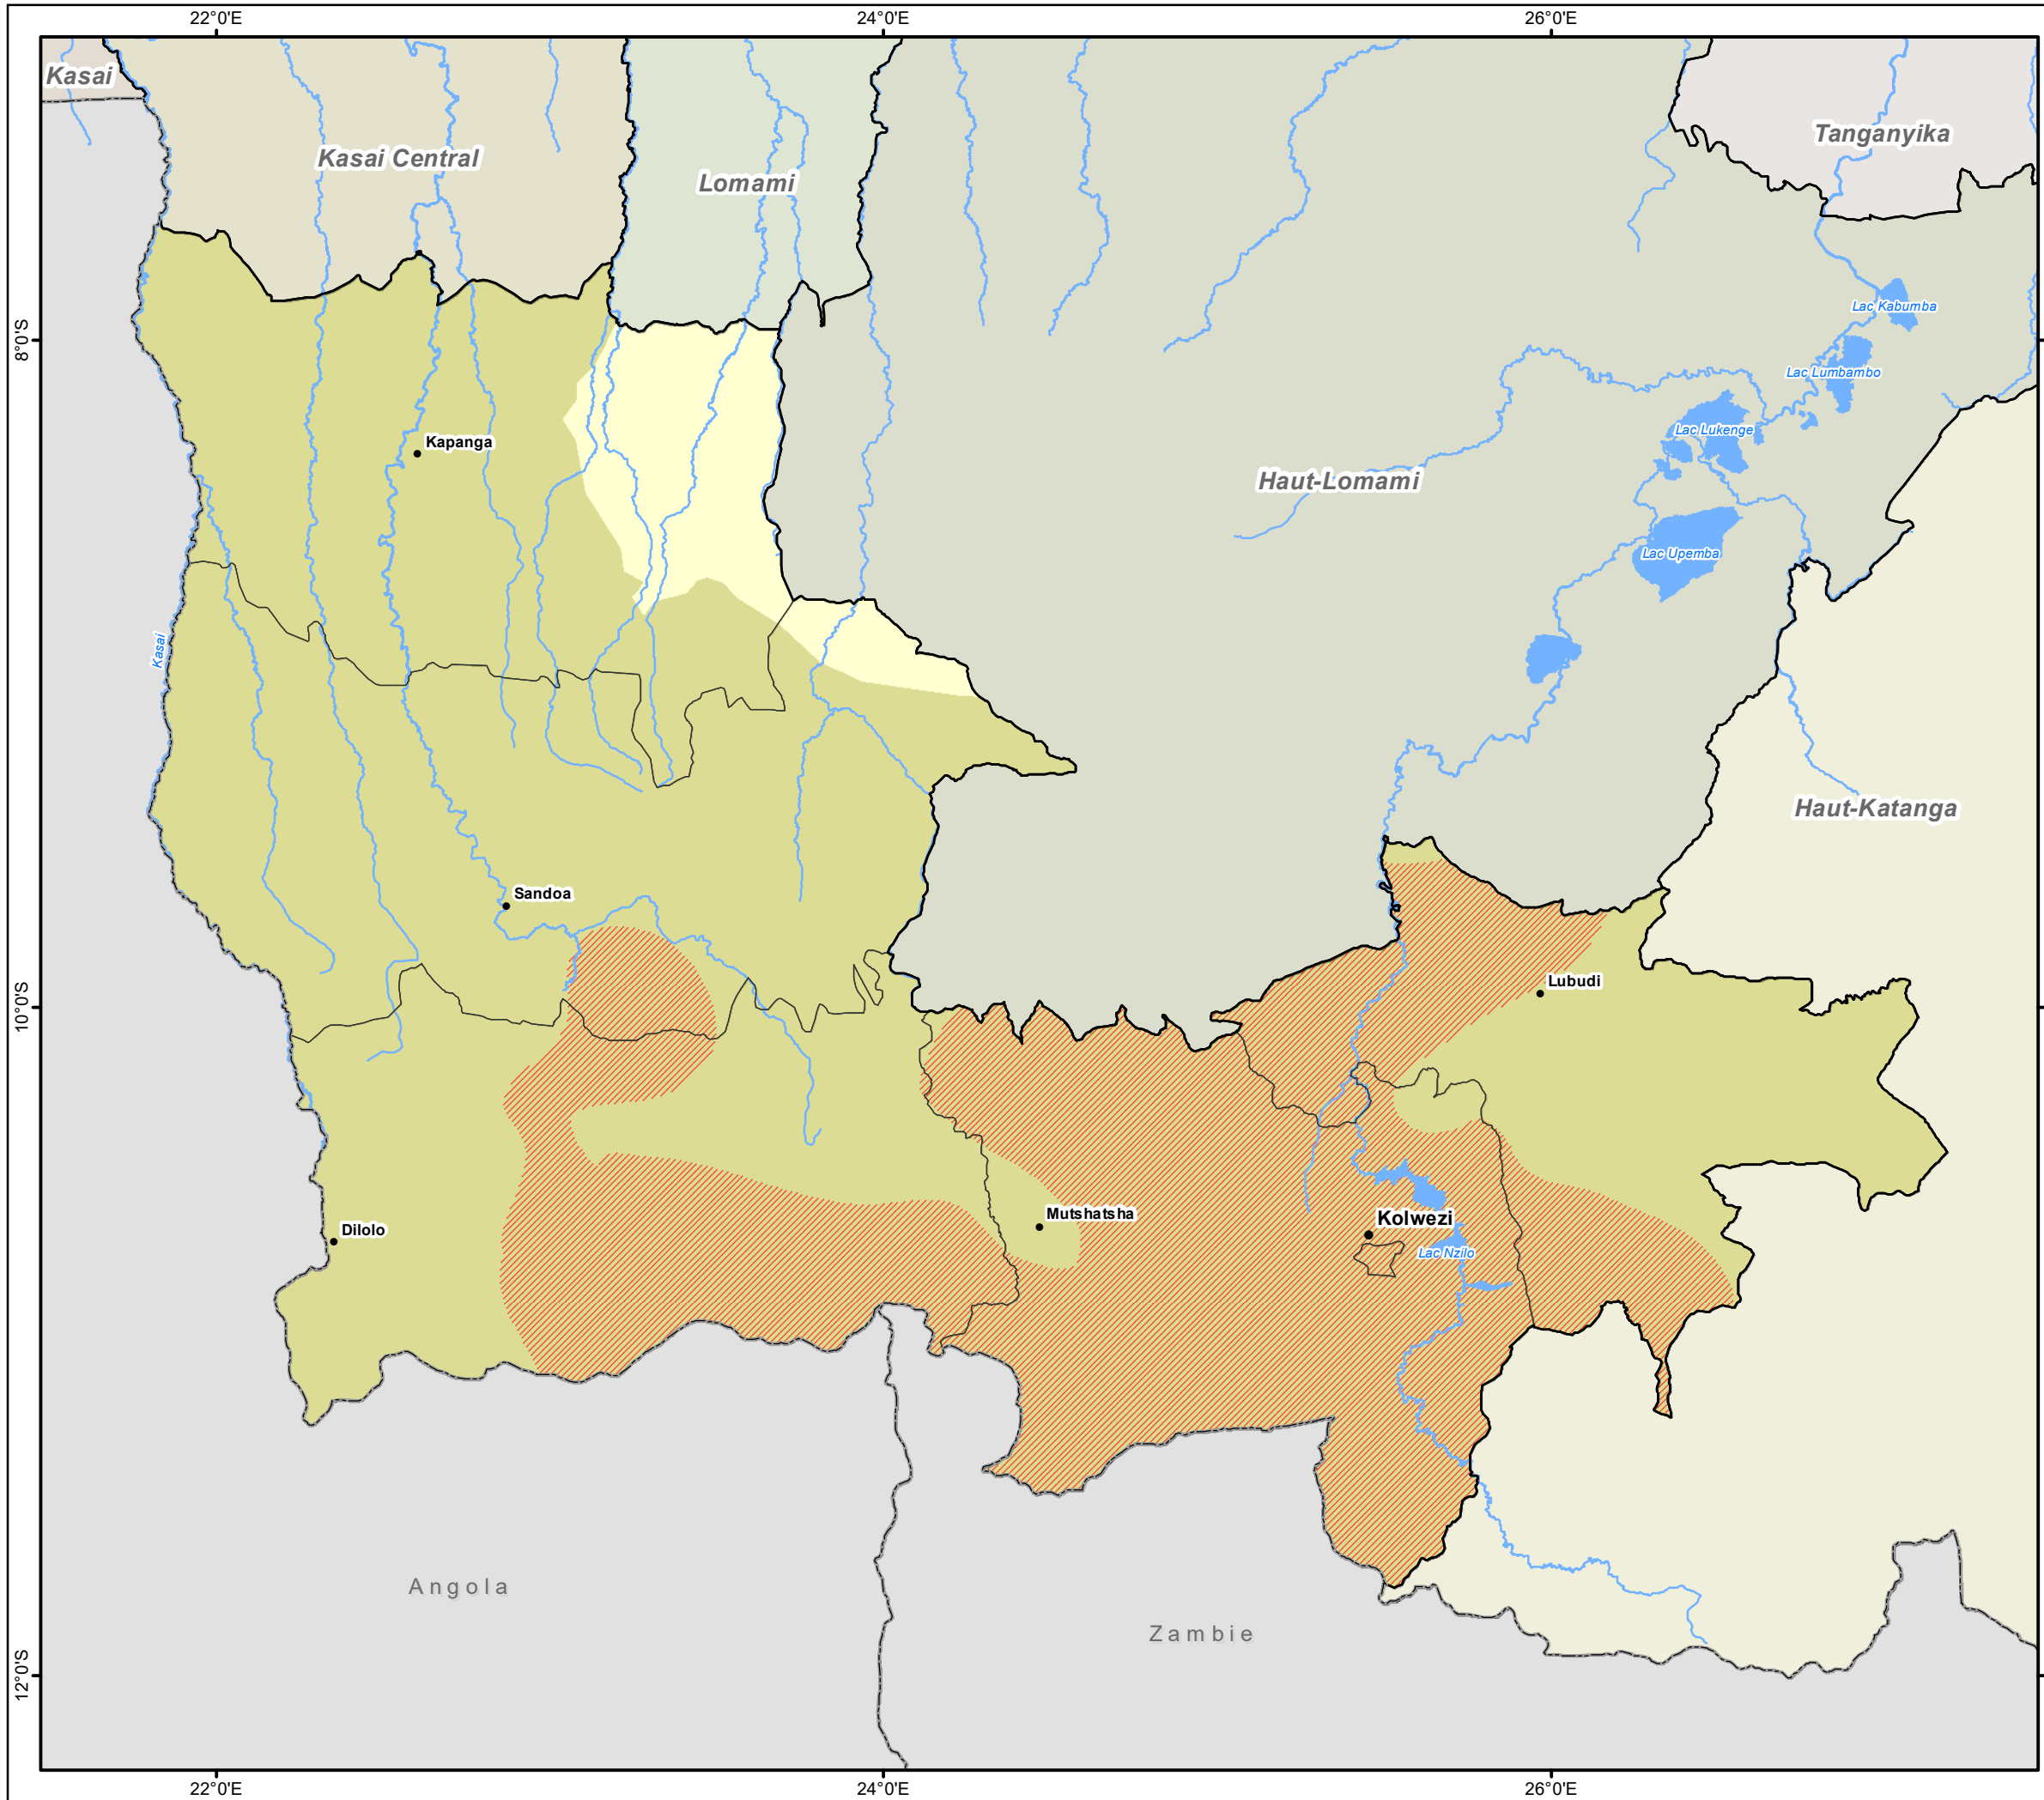 22°0'E
24°0'E
26°0'E
Kasai
Tanganyika
Kasai Central
Lomami
Lac Kabumba
8°0'S
Lac Lumbambo
Lac Lukenge
Kapanga
Haut-Lomami
Lac Upemba
Kasai
Haut-Katanga
Sandoa
Lubudi
10°0'S
Mutshatsha
Kolwezi
Dilolo
Lac Nzilo
Angola
Zambie
12°0'S
22°0'E
24°0'E
26°0'E